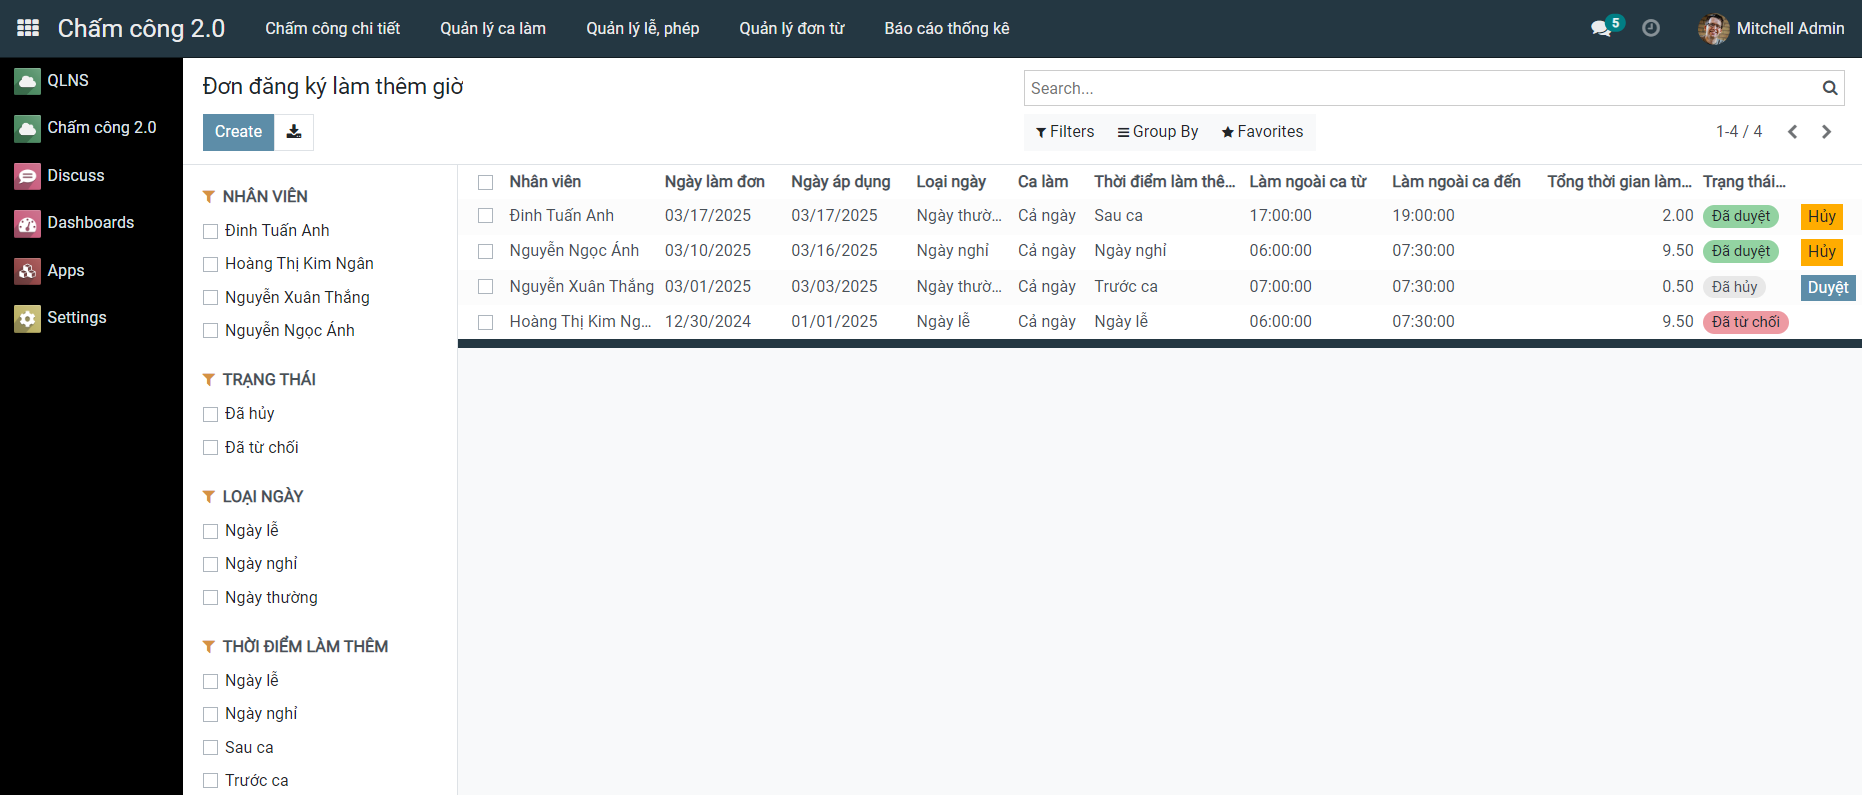 Chấm công 2.0
Chấm công chi tiết
Quản lý ca làm
Quản lý lễ, phép
Quản lý đơn từ
Báo cáo thống kê
5
Mitchell Admin
QLNS
Chấm công 2.0
Discuss
Dashboards
Apps
Settings
Đơn đăng ký làm thêm giờ
Search...
Create
Filters
Group By
Favorites
1-4 / 4
NHÂN VIÊN
Đinh Tuấn Anh
Hoàng Thị Kim Ngân
Nguyễn Xuân Thắng
Nguyễn Ngọc Ánh
TRẠNG THÁI
Đã hủy
Đã từ chối
LOẠI NGÀY
Ngày lễ
Ngày nghỉ
Ngày thường
THỜI ĐIỂM LÀM THÊM
Ngày lễ
Ngày nghỉ
Sau ca
Trước ca
Nhân viên Ngày làm đơn Ngày áp dụng Loại ngày Ca làm Thời điểm làm thê... Làm ngoài ca từ Làm ngoài ca đến Tổng thời gian làm... Trạng thái...
Đinh Tuấn Anh 03/17/2025 03/17/2025 Ngày thườ... Cả ngày Sau ca 17:00:00 19:00:00 2.00 Đã duyệt Hủy
Nguyễn Ngọc Ánh 03/10/2025 03/16/2025 Ngày nghỉ Cả ngày Ngày nghỉ 06:00:00 07:30:00 9.50 Đã duyệt Hủy
Nguyễn Xuân Thắng 03/01/2025 03/03/2025 Ngày thườ... Cả ngày Trước ca 07:00:00 07:30:00 0.50 Đã hủy Duyệt
Hoàng Thị Kim Ng... 12/30/2024 01/01/2025 Ngày lễ Cả ngày Ngày lễ 06:00:00 07:30:00 9.50 Đã từ chối